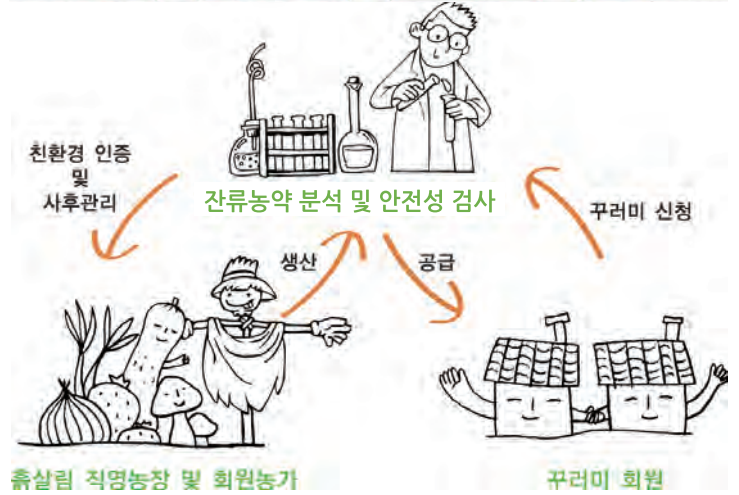 친환경 인증
및
사후관리
잔류농약 분석 및 안전성 검사
꾸러미 신청
생산
공급
흙살림 직영농장 및 회원농가
꾸러미 회원